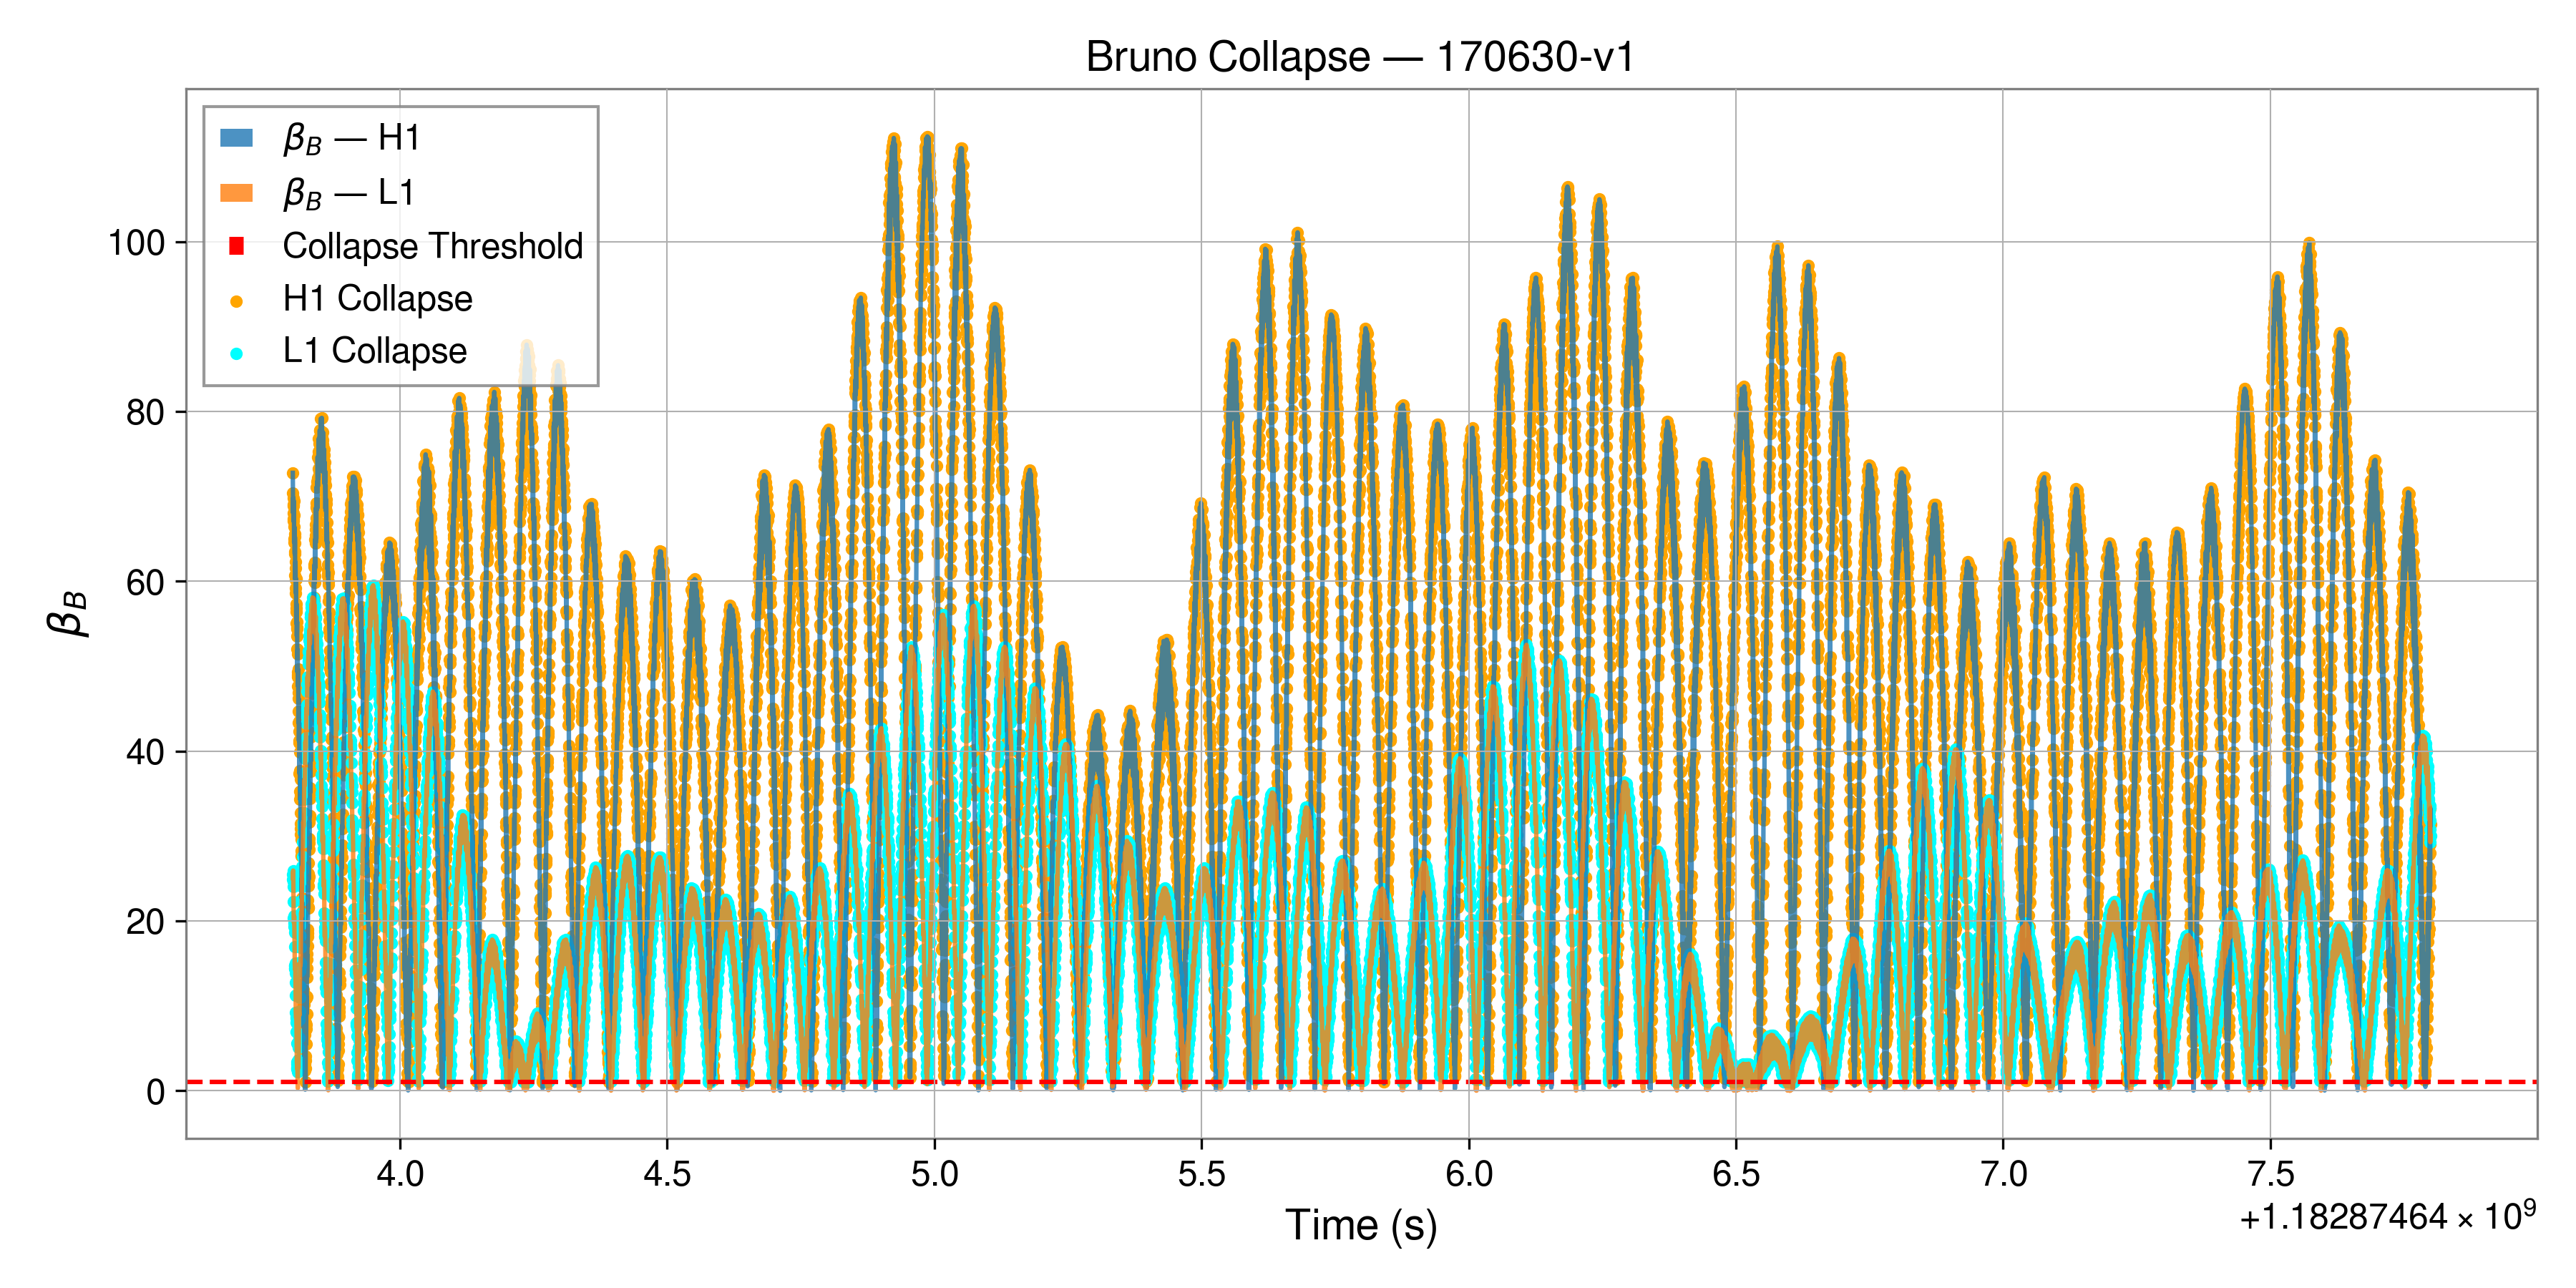 Bruno Collapse — 170630-v1
β_B — H1
β_B — L1
Collapse Threshold
H1 Collapse
L1 Collapse
β_B
100
80
60
40
20
0
4.0 4.5 5.0 5.5 6.0 6.5 7.0 7.5
Time (s)
+1.18287464 × 10⁹